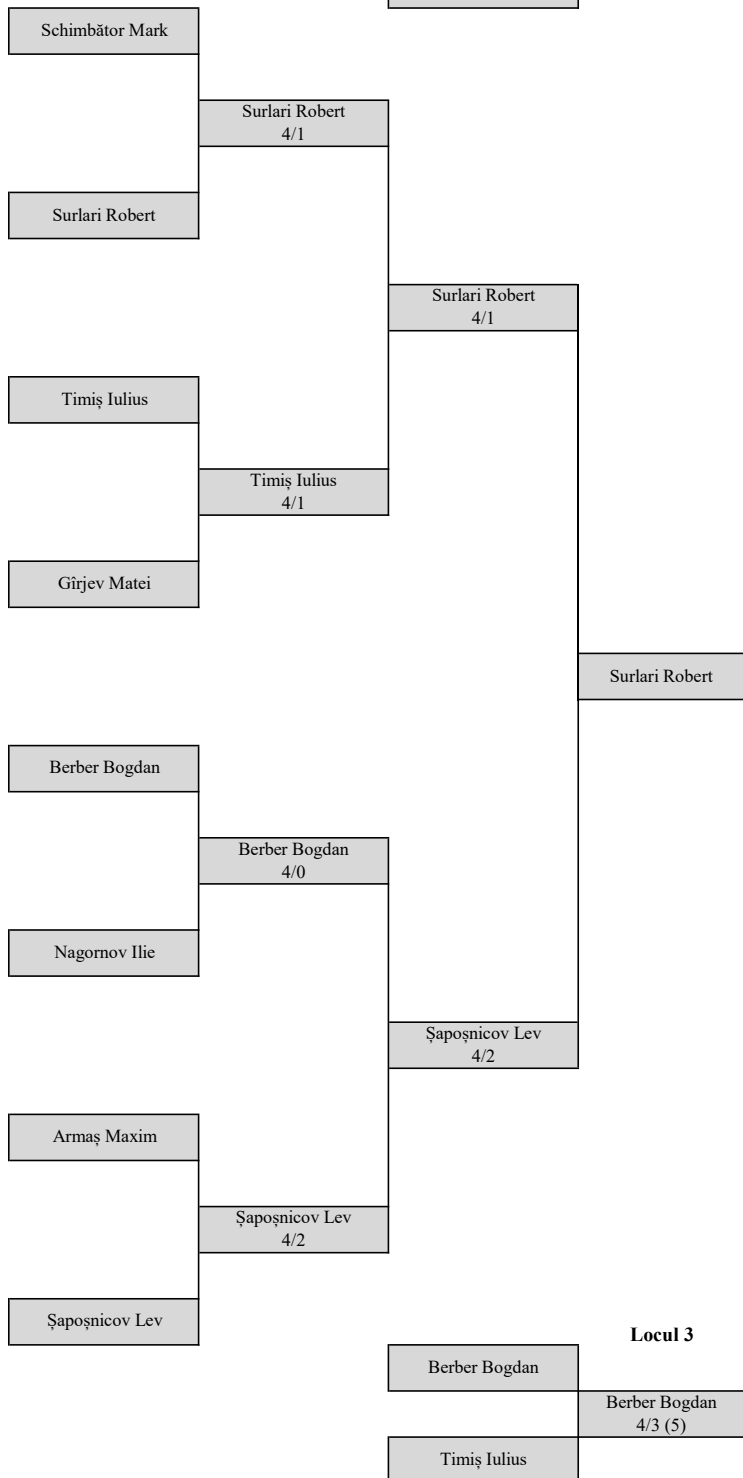 Schimbător Mark
Surlari Robert
4/1
Surlari Robert
Surlari Robert
4/1
Timiș Iulius
Timiș Iulius
4/1
Gîrjev Matei
Surlari Robert
Berber Bogdan
Berber Bogdan
4/0
Nagornov Ilie
Șapoșnicov Lev
4/2
Armaș Maxim
Șapoșnicov Lev
4/2
Șapoșnicov Lev
Locul 3
Berber Bogdan
Berber Bogdan
4/3 (5)
Timiș Iulius